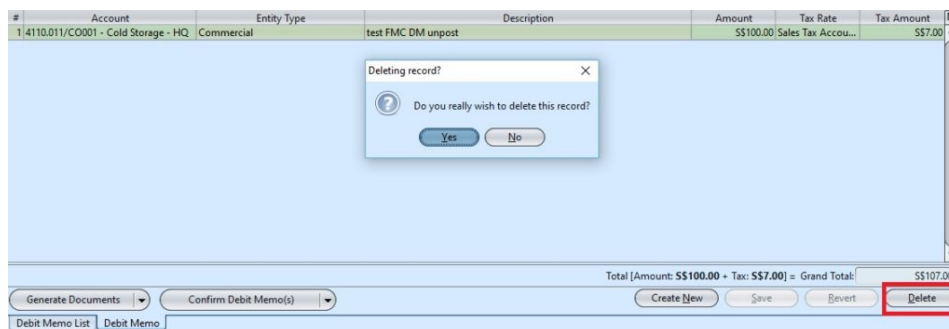 # Account Entity Type Description Amount Tax Rate Tax Amount
1 4110.011/CO001 - Cold Storage - HQ Commercial test FMC DM unpost S$100.00 Sales Tax Accou... S$7.00
Deleting record?
Do you really wish to delete this record?
Yes No
Total [Amount: S$100.00 + Tax: S$7.00] = Grand Total: S$107.00
Generate Documents Confirm Debit Memo(s) Create New Save Revert Delete
Debit Memo List Debit Memo